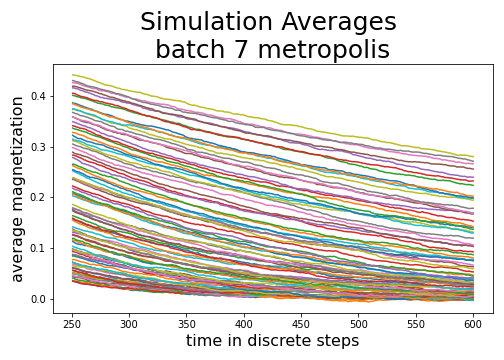 Simulation Averages
batch 7 metropolis
average magnetization
0.4
0.3
0.2
0.1
0.0
250 300 350 400 450 500 550 600
time in discrete steps